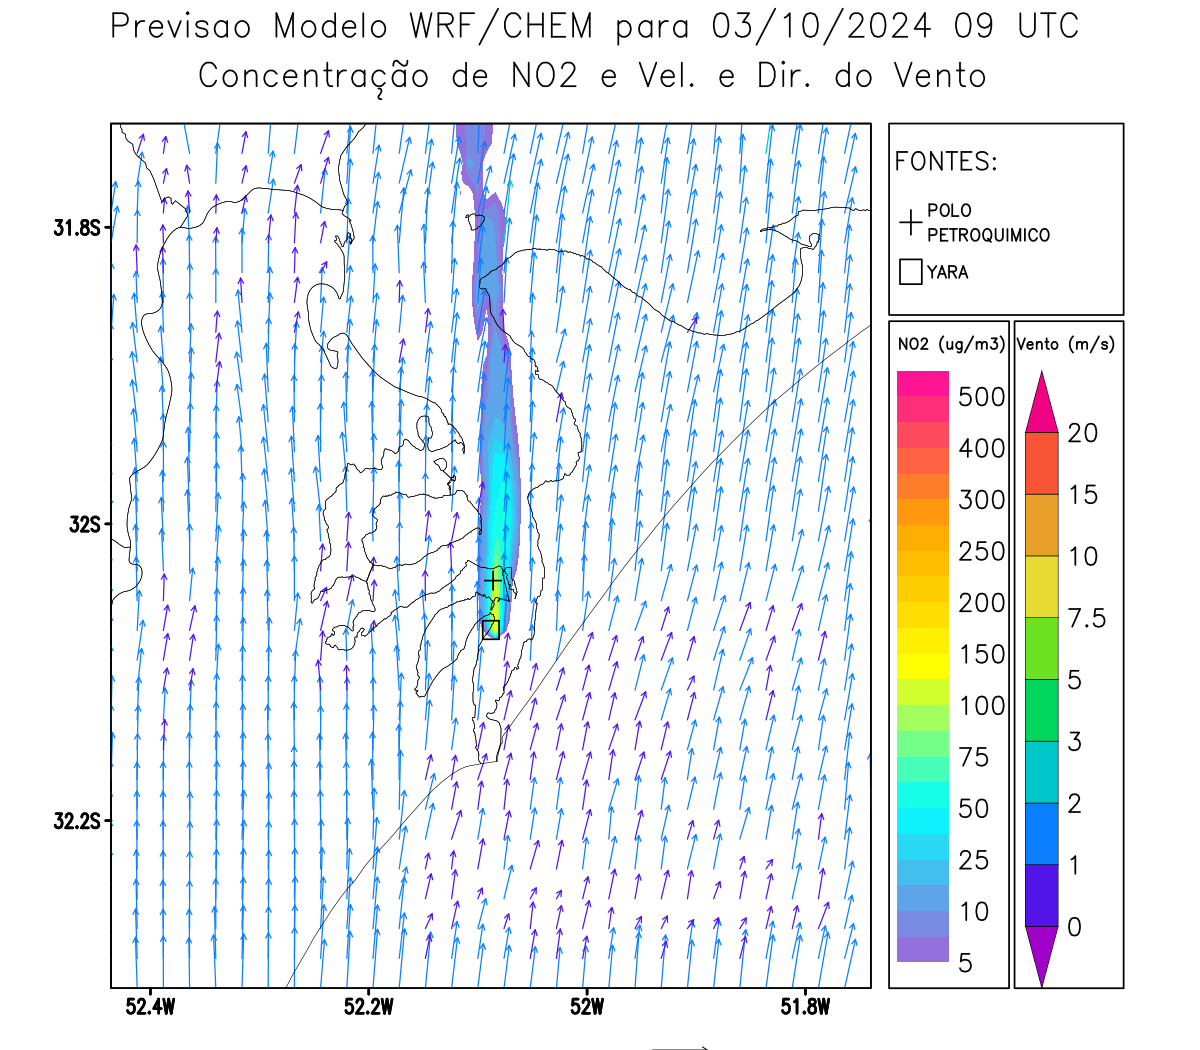 Previsao Modelo WRF/CHEM para 03/10/2024 09 UTC
Concentração de NO2 e Vel. e Dir. do Vento
FONTES:
POLO
PETROQUIMICO
YARA
NO2 (ug/m3)
500
400
300
250
200
150
100
75
50
25
10
5
Vento (m/s)
20
15
10
7.5
5
3
2
1
0
31.8S
32S
32.2S
52.4W
52.2W
52W
51.8W